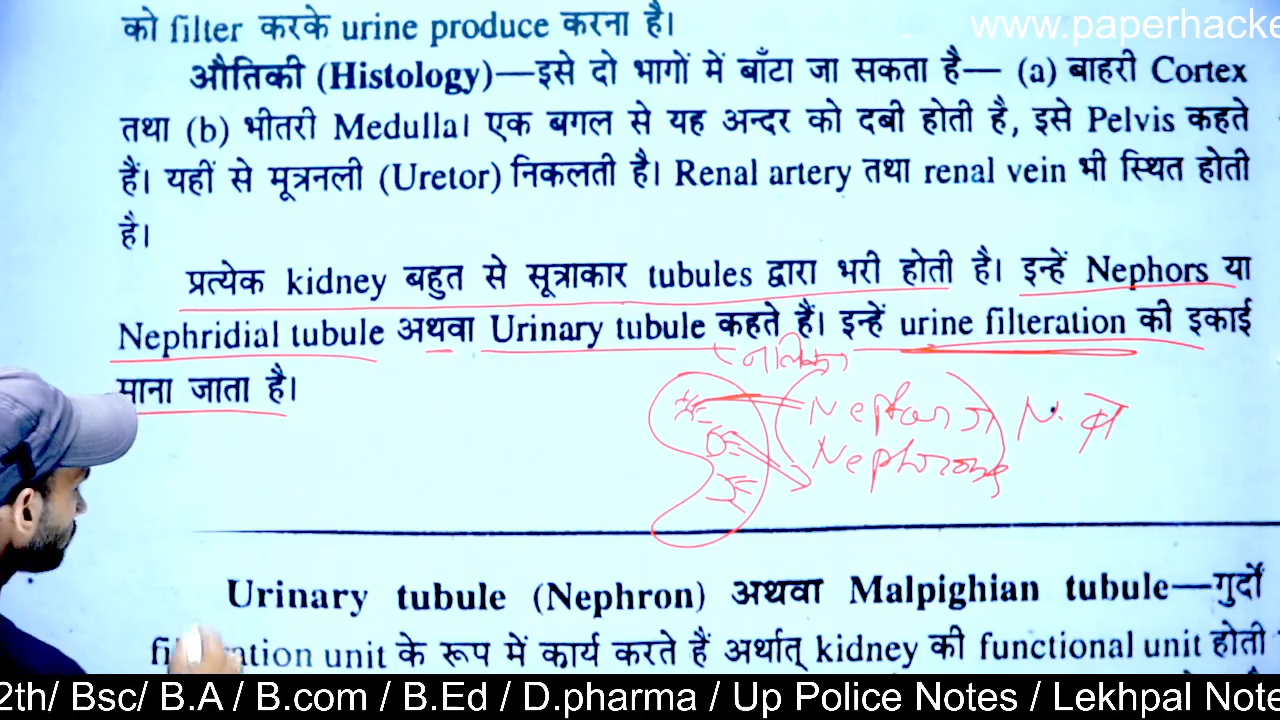 को filter करके urine produce करना है।
www.paperhacke
औतिकी (Histology)—इसे दो भागों में बाँटा जा सकता है— (a) बाहरी Cortex
तथा (b) भीतरी Medulla। एक बगल से यह अन्दर को दबी होती है, इसे Pelvis कहते
हैं। यहीं से मूत्रनली (Uretor) निकलती है। Renal artery तथा renal vein भी स्थित होती
है।
प्रत्येक kidney बहुत से सूत्राकार tubules द्वारा भरी होती है। इन्हें Nephors या
Nephridial tubule अथवा Urinary tubule कहते हैं। इन्हें urine filteration की इकाई
माना जाता है।
नलिका
Nephrons
Urinary tubule (Nephron) अथवा Malpighian tubule—गुर्दों
unit के रूप में कार्य करते हैं अर्थात् kidney की functional unit होती
2th/ Bsc/ B.A / B.com / B.Ed / D.pharma / Up Police Notes / Lekhpal Note